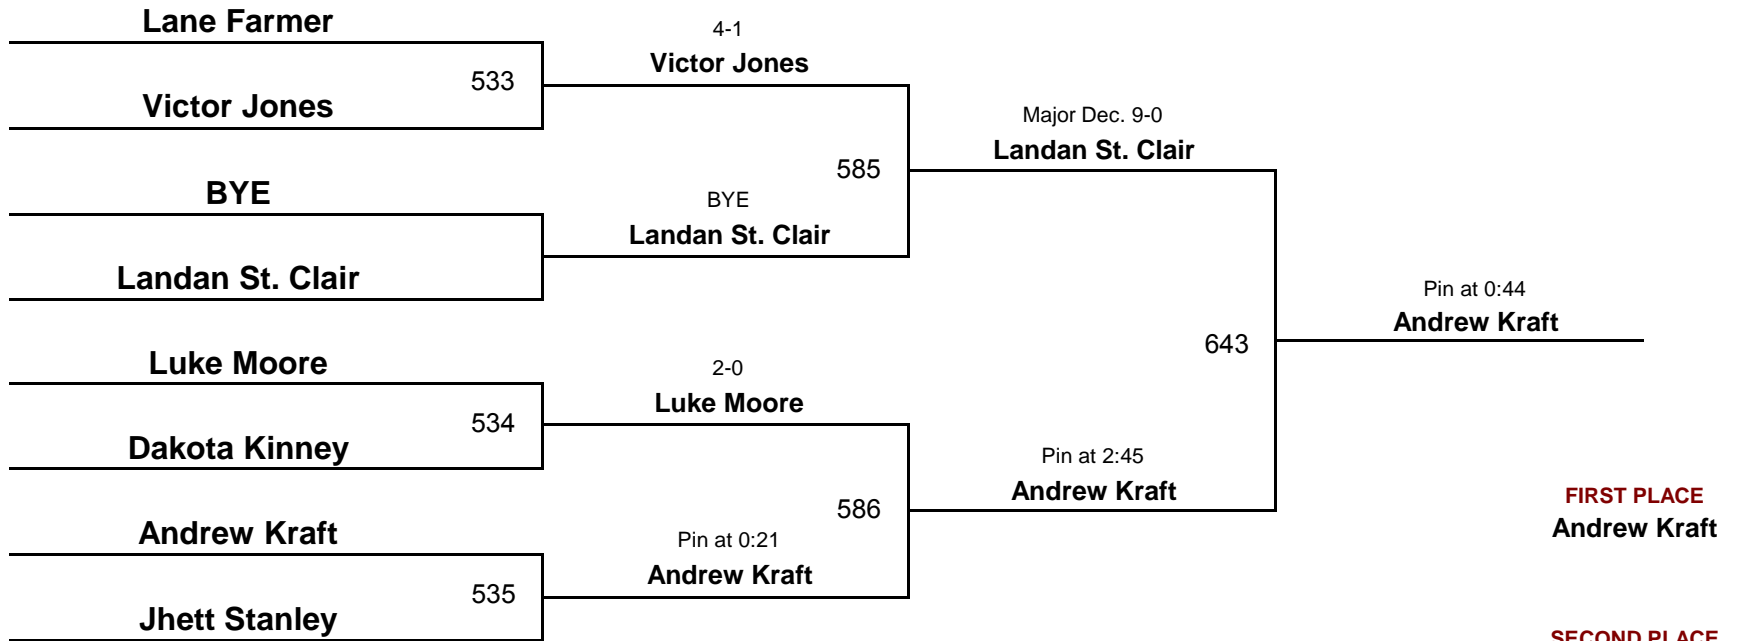 Lane Farmer
4-1
Victor Jones
533
Victor Jones
Major Dec. 9-0
Landan St. Clair
585
BYE
BYE
Landan St. Clair
Landan St. Clair
Pin at 0:44
Andrew Kraft
643
Luke Moore
2-0
Luke Moore
534
Dakota Kinney
Pin at 2:45
Andrew Kraft
586
FIRST PLACE
Andrew Kraft
Andrew Kraft
Pin at 0:21
Andrew Kraft
535
Jhett Stanley
SECOND PLACE